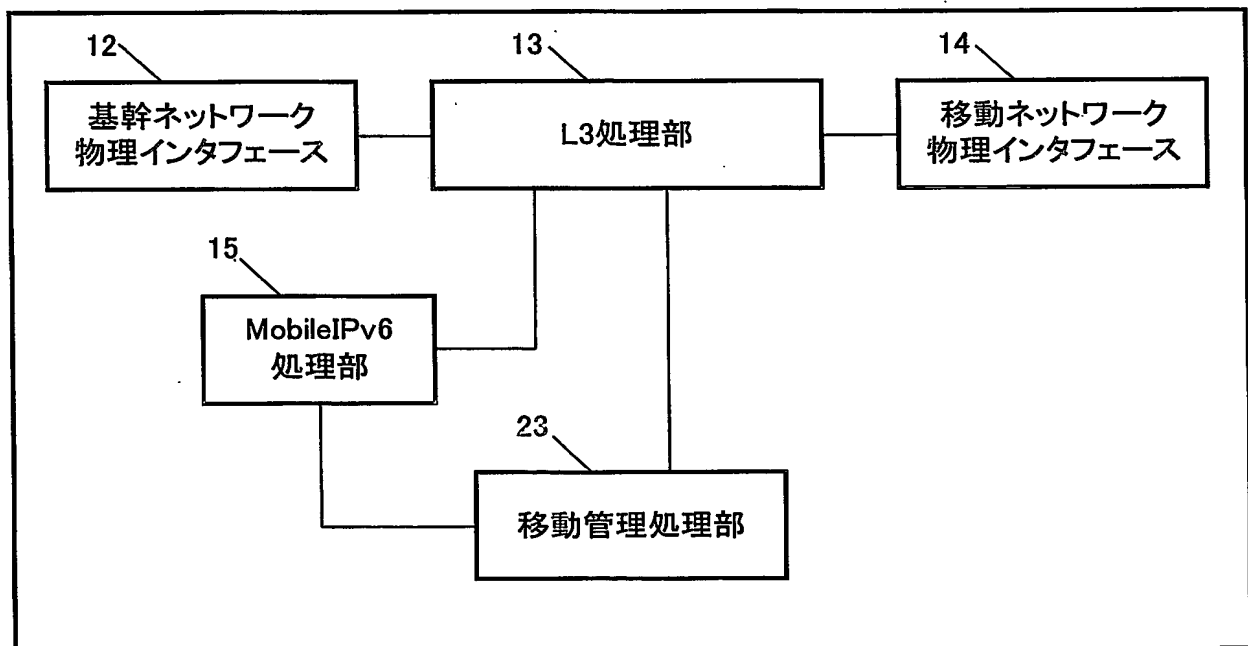 12
基幹ネットワーク
物理インタフェース
13
L3処理部
14
移動ネットワーク
物理インタフェース
15
MobileIPv6
処理部
23
移動管理処理部